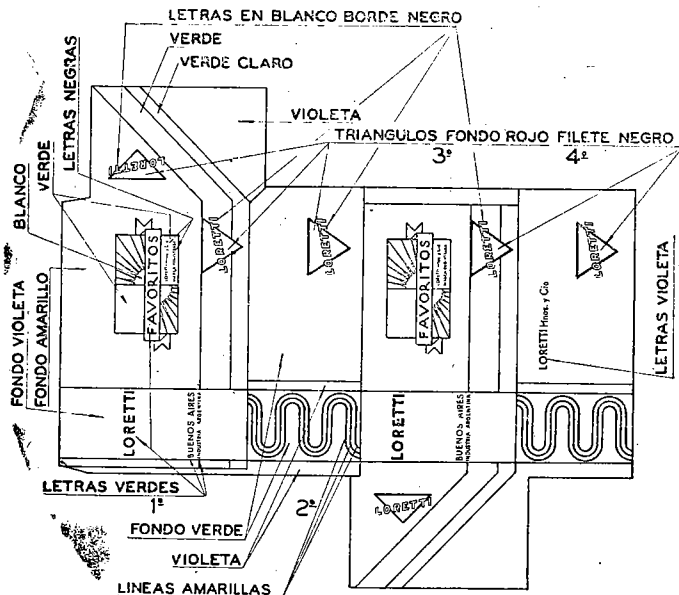 LETRAS EN BLANCO BORDE NEGRO
VERDE
VERDE CLARO
LETRAS NEGRAS
VIOLETA
TRIANGULOS FONDO ROJO FILETE NEGRO
3º
4º
VERDE
BLANCO
LORETTI
LORETTI
LORETTI
LORETTI
LORETTI
FAVORITOS
FAVORITOS
LORETTI Hnos. y Cia
LETRAS VIOLETA
FONDO VIOLETA
FONDO AMARILLO
LORETTI
BUENOS AIRES
INDUSTRIA ARGENTINA
LORETTI
BUENOS AIRES
INDUSTRIA ARGENTINA
LETRAS VERDES
1º
2º
LORETTI
FONDO VERDE
VIOLETA
LINEAS AMARILLAS